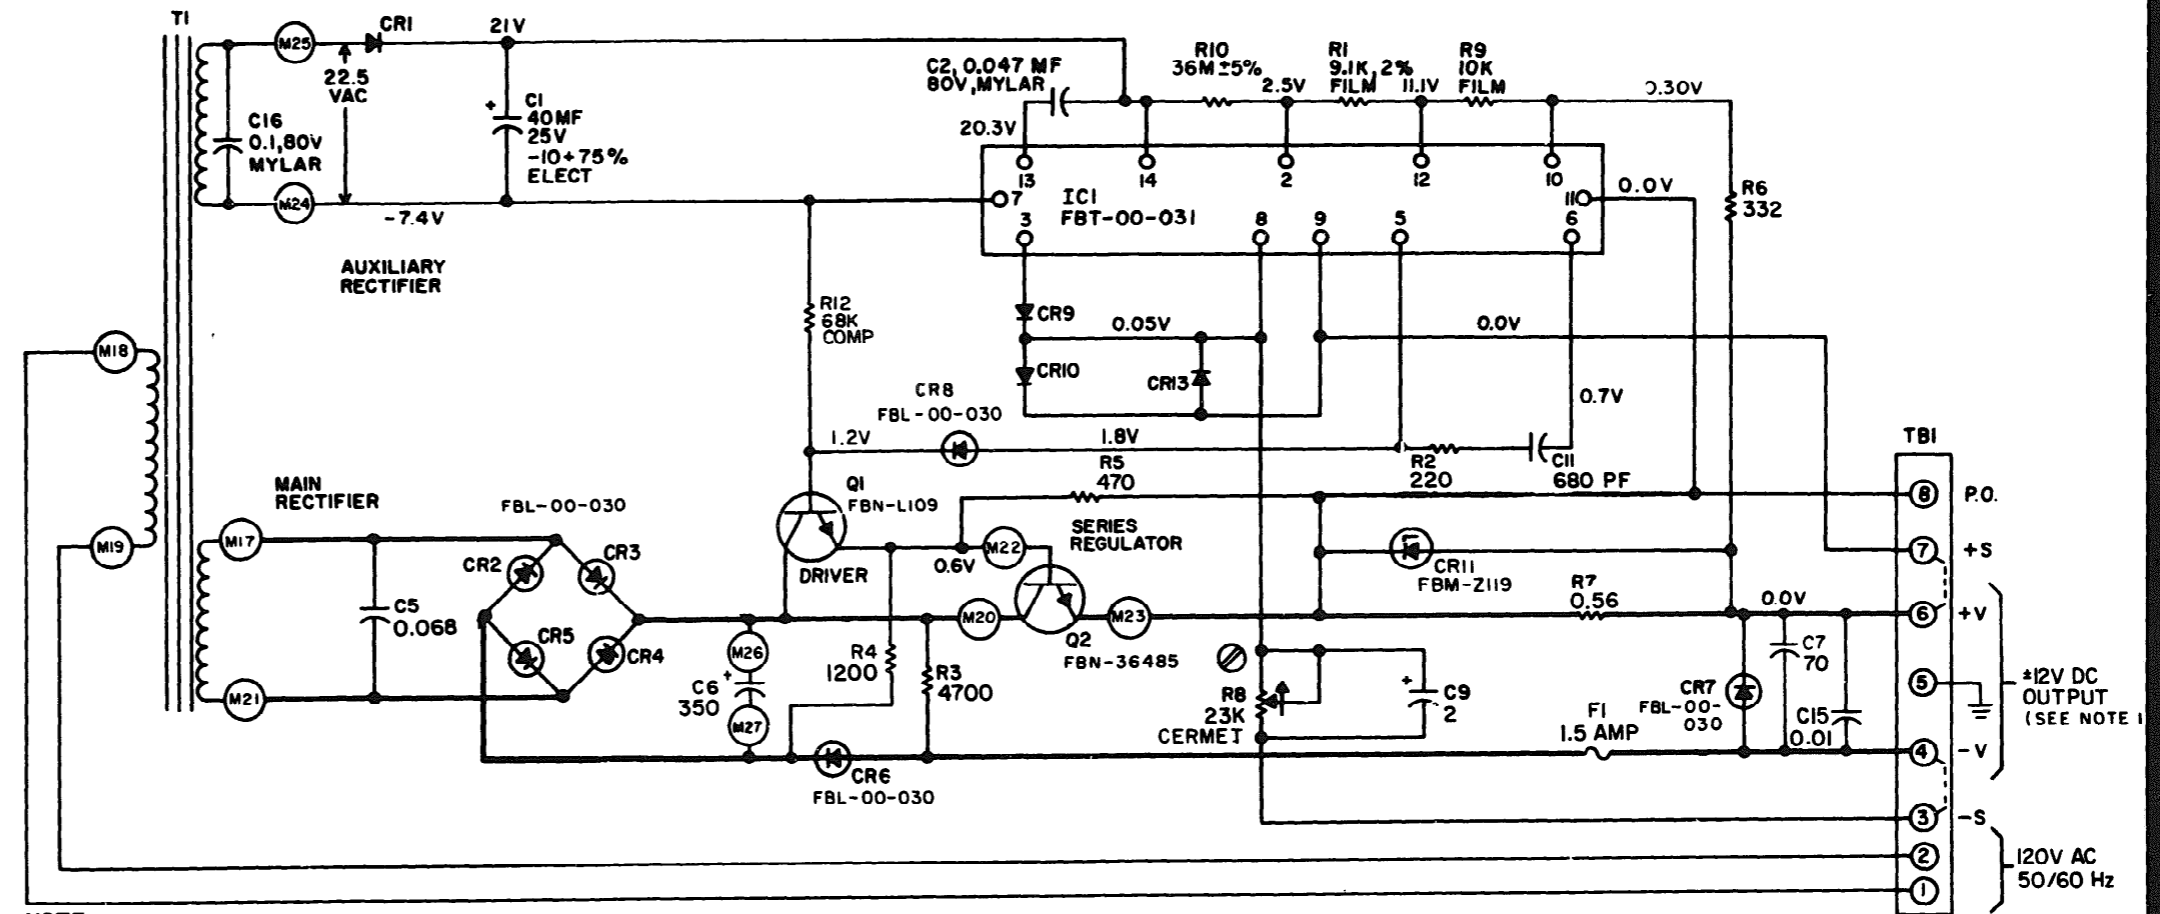 T1
M25
CR1
21V
22.5
VAC
C16
0.1,80V
MYLAR
+
C1
40MF
25V
-10+75%
ELECT
M24
-7.4V
AUXILIARY
RECTIFIER
C2, 0.047 MF
80V, MYLAR
R10
36M±5%
2.5V
R1
9.1K, 2%
FILM
11.1V
R9
10K
FILM
0.30V
20.3V
13
14
2
12
10
7
IC1
FBT-00-031
11
0.0V
3
8
9
5
6
R6
332
R12
68K
COMP
CR9
0.05V
0.0V
CR10
CR13
0.7V
CR8
FBL-00-030
1.2V
1.8V
R2
220
C11
680 PF
R5
470
M18
M19
MAIN
RECTIFIER
FBL-00-030
M17
CR2
CR3
C5
0.068
CR5
CR4
M21
Q1
FBN-L109
DRIVER
0.6V
M22
SERIES
REGULATOR
M20
M23
Q2
FBN-36485
CR11
FBM-Z119
R7
0.56
0.0V
M26
+
C6
350
M27
R4
1200
R3
4700
CR6
FBL-00-030
R8
23K
CERMET
+
C9
2
F1
1.5 AMP
CR7
FBL-00-
030
C7
70
C15
0.01
TB1
8 P.O.
7 +S
6 +V
5
4 -V
3 -S
2
1
±12V DC
OUTPUT
(SEE NOTE 1
120V AC
50/60 Hz